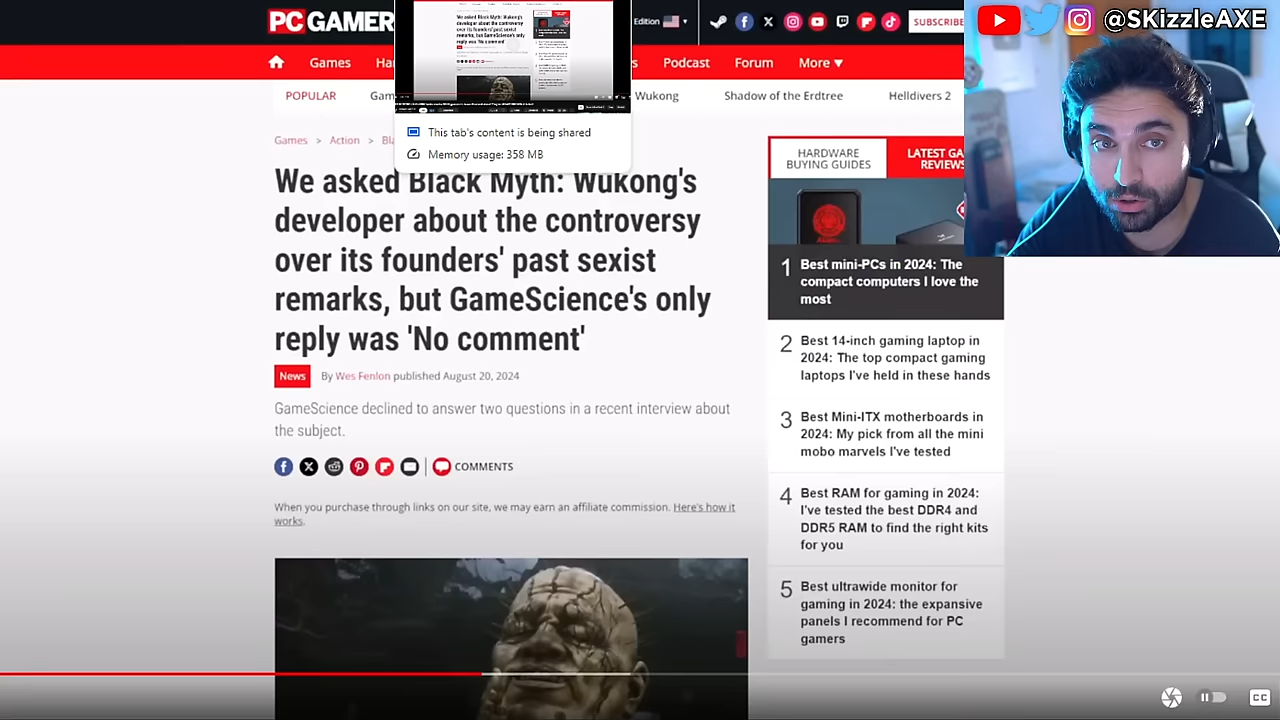 PC GAMER
Edition
SUBSCRIBE
@SKizzleAXE
Games
Podcast
Forum
More ▼
POPULAR
Wukong
Shadow of the Erdtree
Helldivers 2
This tab's content is being shared
Memory usage: 358 MB
Games > Action >
We asked Black Myth: Wukong's
developer about the controversy
over its founders' past sexist
remarks, but GameScience's only
reply was 'No comment'
News By Wes Fenlon published August 20, 2024
GameScience declined to answer two questions in a recent interview about
the subject.
COMMENTS
When you purchase through links on our site, we may earn an affiliate commission. Here's how it
works.
HARDWARE
BUYING GUIDES
LATEST GA
REVIEWS
1 Best mini-PCs in 2024: The
compact computers I love the
most
2 Best 14-inch gaming laptop in
2024: The top compact gaming
laptops I've held in these hands
3 Best Mini-ITX motherboards in
2024: My pick from all the mini
mobo marvels I've tested
4 Best RAM for gaming in 2024:
I've tested the best DDR4 and
DDR5 RAM to find the right kits
for you
5 Best ultrawide monitor for
gaming in 2024: the expansive
panels I recommend for PC
gamers
CC